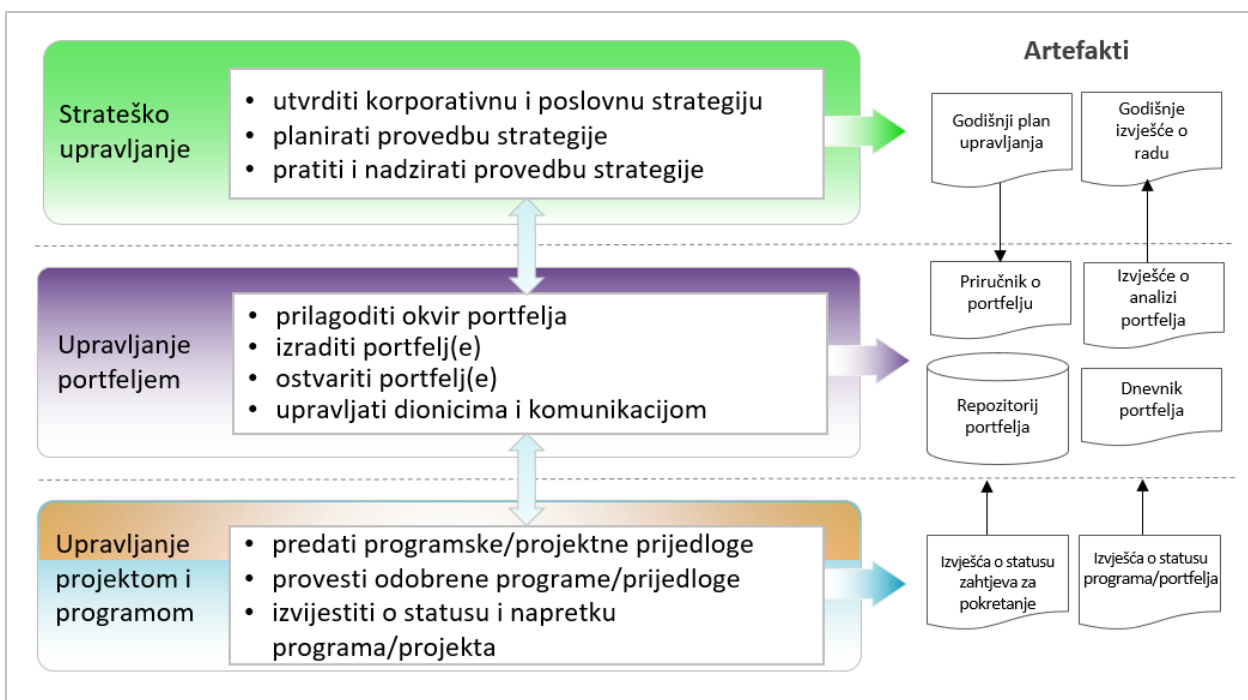 Artefakti
Strateško
upravljanje
• utvrditi korporativnu i poslovnu strategiju
• planirati provedbu strategije
• pratiti i nadzirati provedbu strategije
Godišnji plan
upravljanja
Godišnje
izvješće o
radu
Upravljanje
portfeljem
• prilagoditi okvir portfelja
• izraditi portfelj(e)
• ostvariti portfelj(e)
• upravljati dionicima i komunikacijom
Priručnik o
portfelju
Izvješće o
analizi
portfelja
Repozitorij
portfelja
Dnevnik
portfelja
Upravljanje
projektom i
programom
• predati programske/projektne prijedloge
• provesti odobrene programe/prijedloge
• izvijestiti o statusu i napretku
programa/projekta
Izvješća o statusu
zahtjeva za
pokretanje
Izvješća o statusu
programa/portfelja